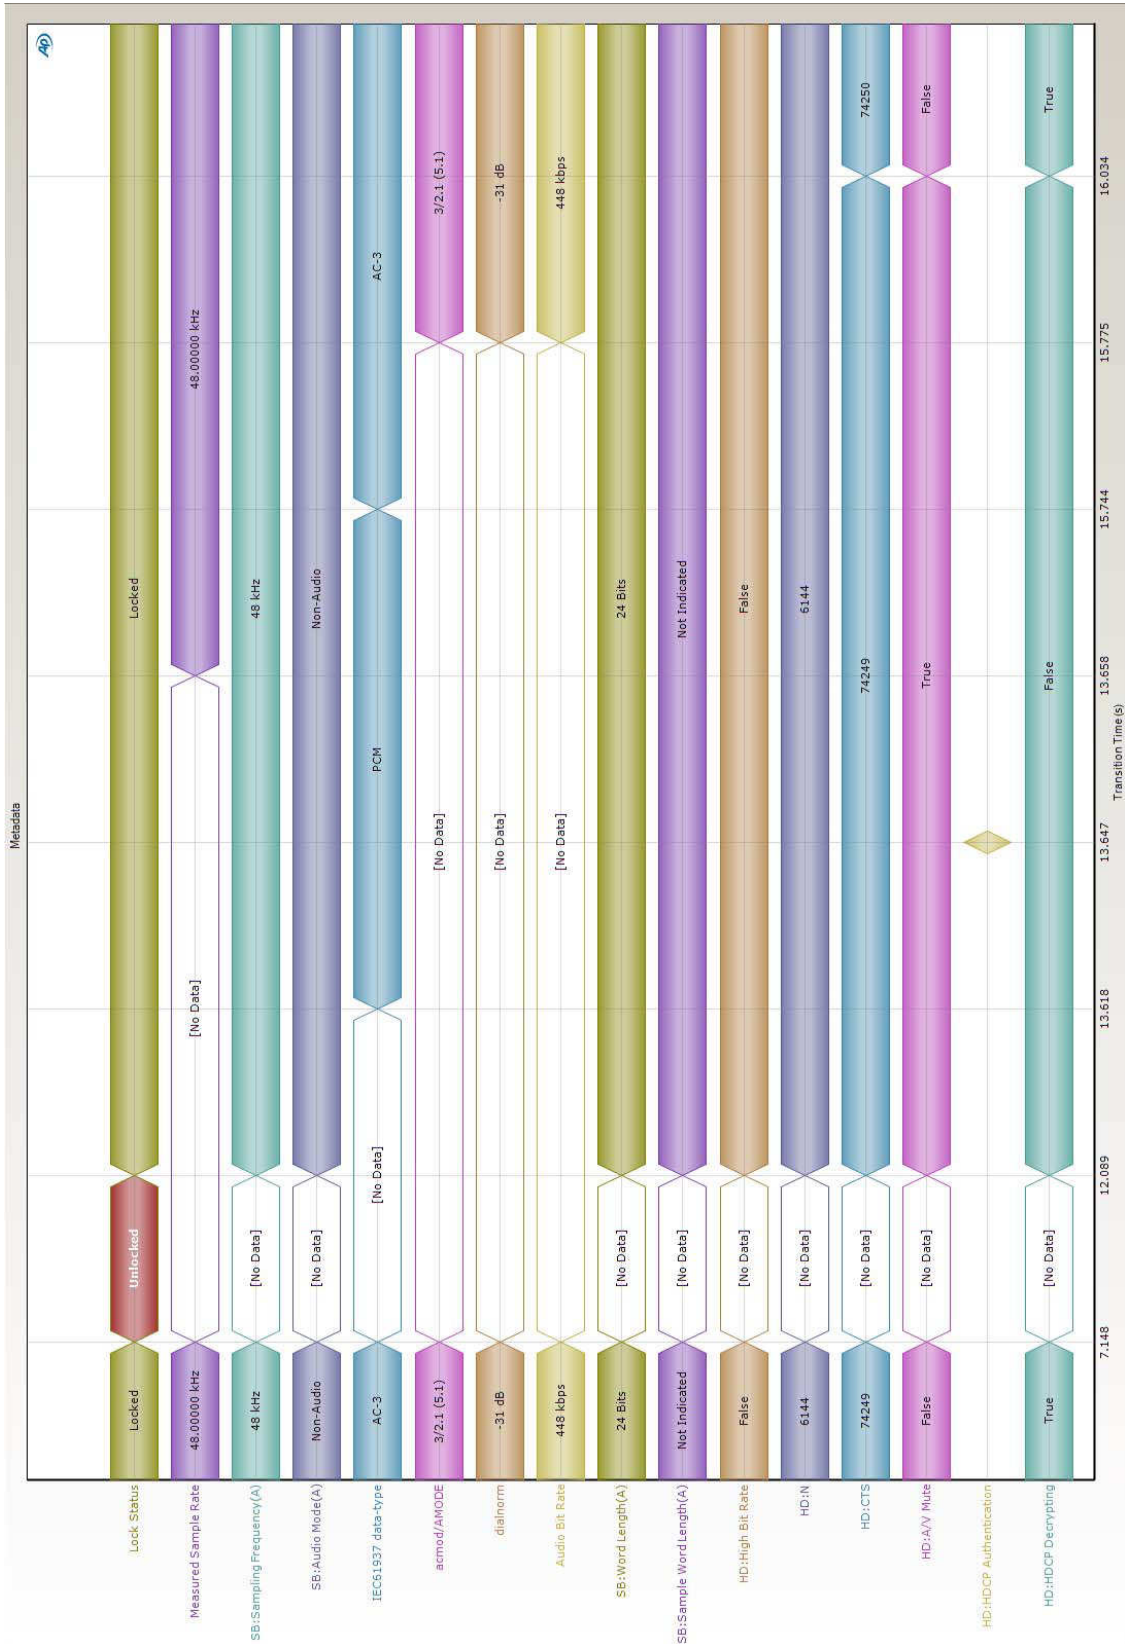 Metadata
AP
Lock Status
Locked
Unlocked
Locked
Measured Sample Rate
48.00000 kHz
[No Data]
48.00000 kHz
SB:Sampling Frequency(A)
48 kHz
[No Data]
48 kHz
SB:Audio Mode(A)
Non-Audio
[No Data]
Non-Audio
IEC61937 data-type
AC-3
[No Data]
PCM
AC-3
acmod/AMODE
3/2.1 (5.1)
[No Data]
3/2.1 (5.1)
dialnorm
-31 dB
[No Data]
-31 dB
Audio Bit Rate
448 kbps
[No Data]
448 kbps
SB:Word Length(A)
24 Bits
[No Data]
24 Bits
SB:Sample Word Length(A)
Not Indicated
[No Data]
Not Indicated
HD:High Bit Rate
False
[No Data]
False
HD:N
6144
[No Data]
6144
HD:CTS
74249
[No Data]
74249
74250
HD:A/V Mute
False
[No Data]
True
False
HD:HDCP Authentication
HD:HDCP Decrypting
True
[No Data]
False
True
7.148
12.089
13.618
13.647
13.658
15.744
15.775
16.034
Transition Time (s)